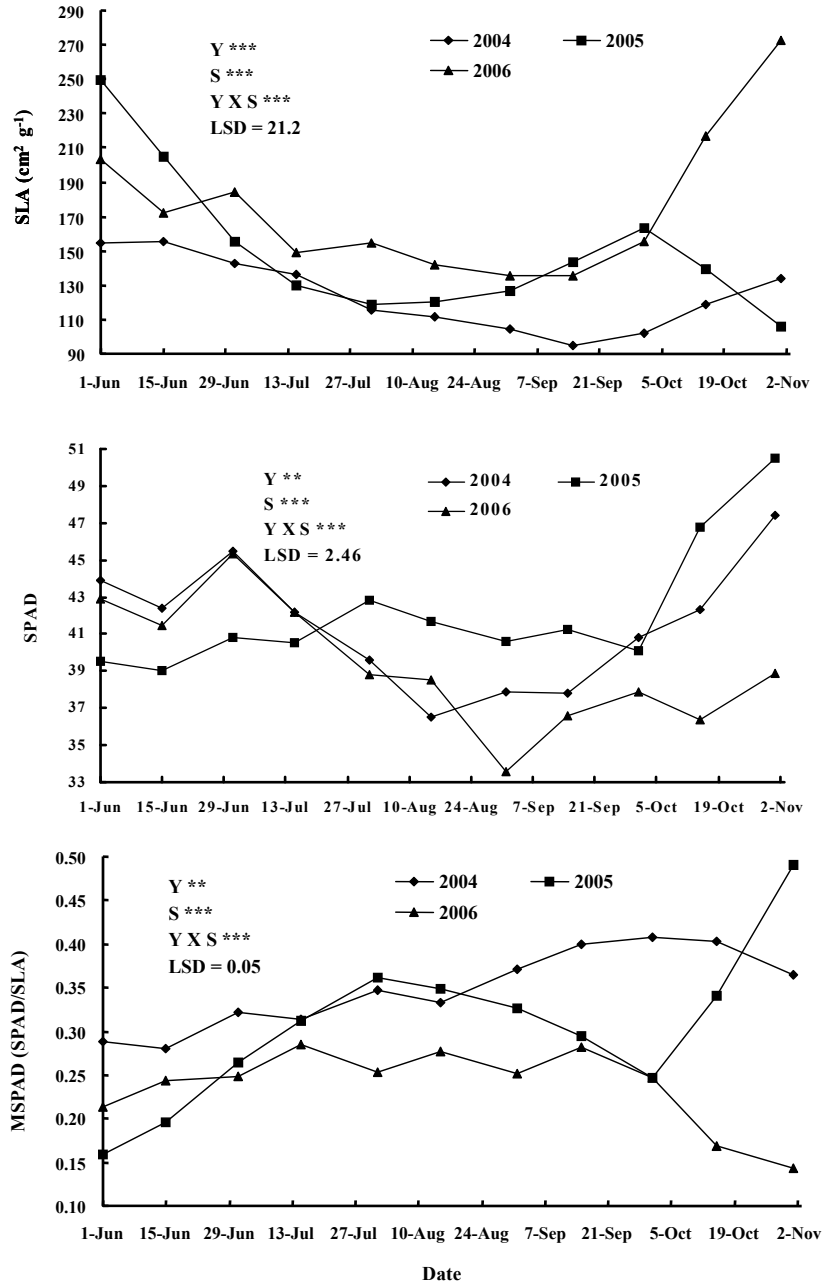 290
270
250
230
210
190
170
150
130
110
90
SLA (cm² g⁻¹)
Y ***
S ***
Y X S ***
LSD = 21.2
2004
2005
2006
1-Jun 15-Jun 29-Jun 13-Jul 27-Jul 10-Aug 24-Aug 7-Sep 21-Sep 5-Oct 19-Oct 2-Nov
51
49
47
45
43
41
39
37
35
33
SPAD
Y **
S ***
Y X S ***
LSD = 2.46
2004
2005
2006
1-Jun 15-Jun 29-Jun 13-Jul 27-Jul 10-Aug 24-Aug 7-Sep 21-Sep 5-Oct 19-Oct 2-Nov
0.50
0.45
0.40
0.35
0.30
0.25
0.20
0.15
0.10
MSPAD (SPAD/SLA)
Y **
S ***
Y X S ***
LSD = 0.05
2004
2005
2006
1-Jun 15-Jun 29-Jun 13-Jul 27-Jul 10-Aug 24-Aug 7-Sep 21-Sep 5-Oct 19-Oct 2-Nov
Date